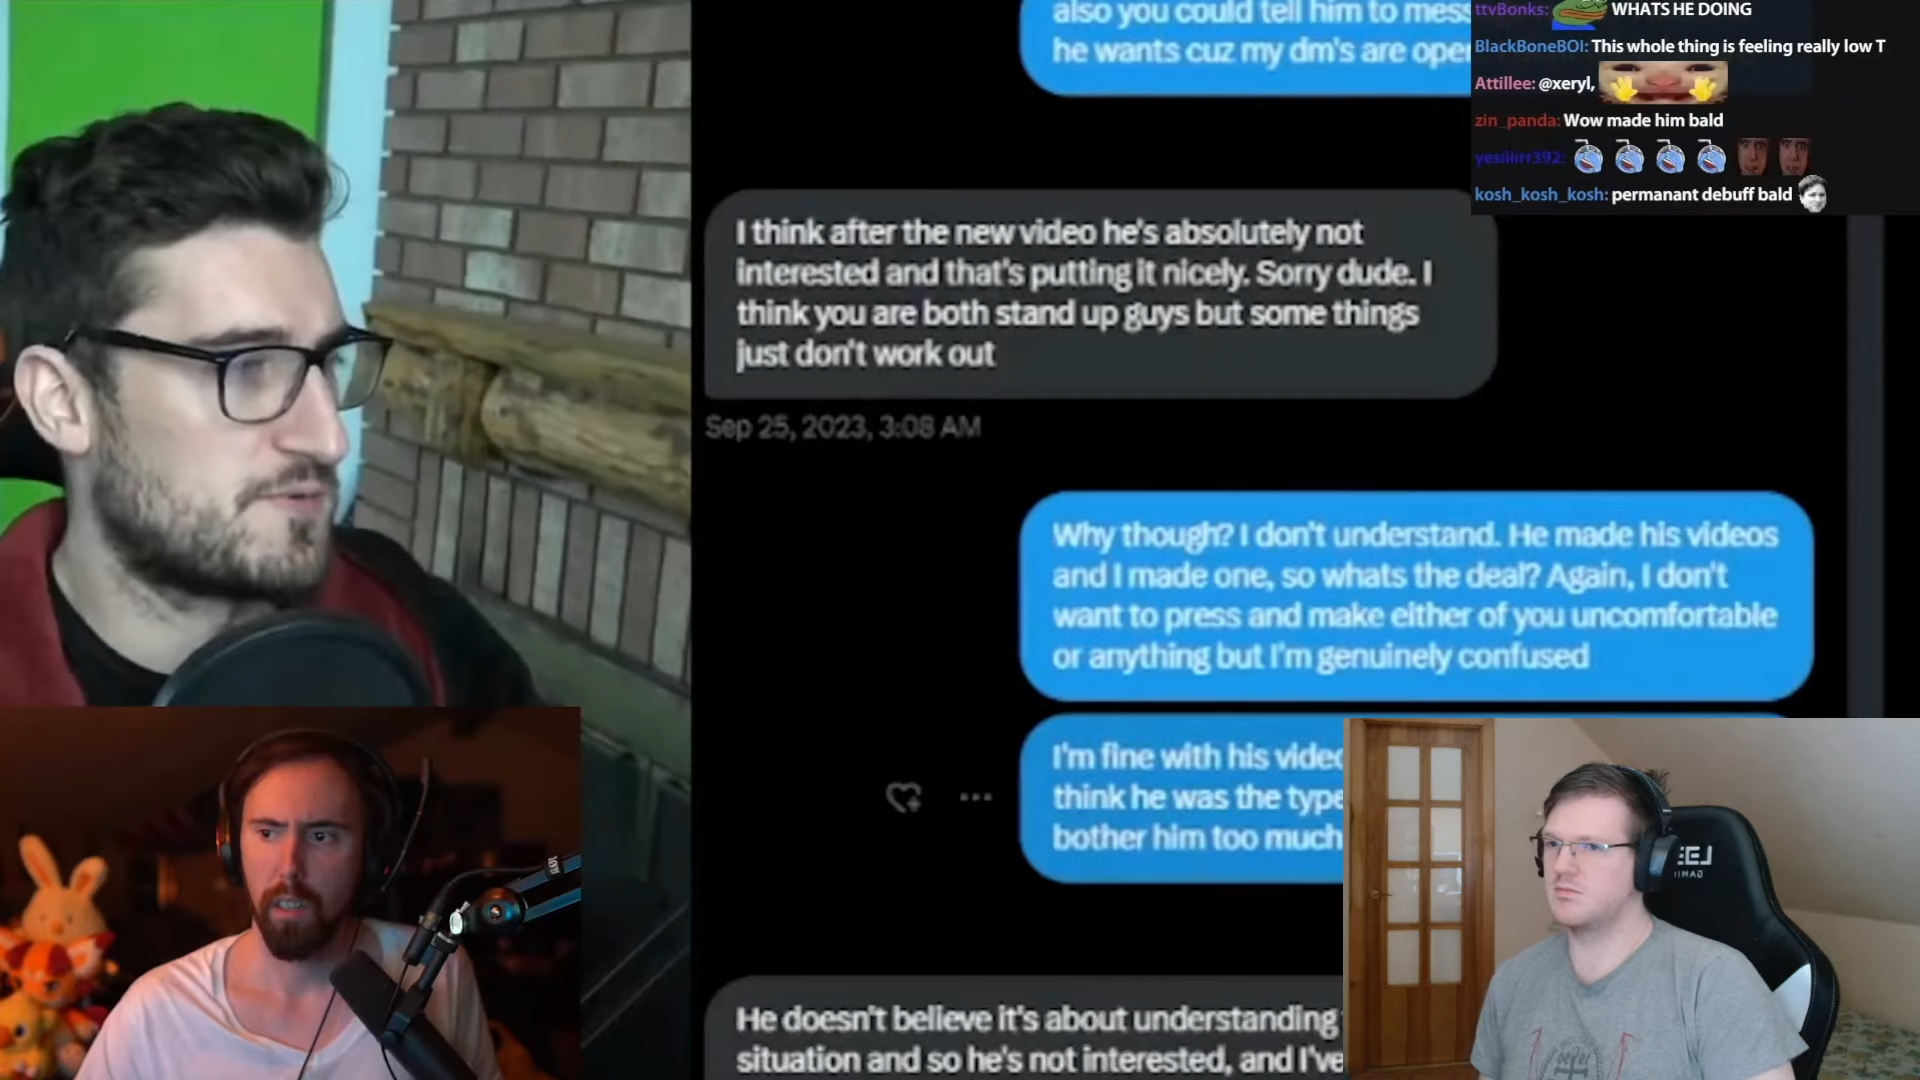 also you could tell him to mess
he wants cuz my dm's are open
ttvBonks: WHATS HE DOING
BlackBoneBOI: This whole thing is feeling really low T
Attillee: @xeryl,
zin_panda: Wow made him bald
yesiiiirr392:
kosh_kosh_kosh: permanant debuff bald
I think after the new video he's absolutely not
interested and that's putting it nicely. Sorry dude. I
think you are both stand up guys but some things
just don't work out
Sep 25, 2023, 3:08 AM
Why though? I don't understand. He made his videos
and I made one, so whats the deal? Again, I don't
want to press and make either of you uncomfortable
or anything but I'm genuinely confused
I'm fine with his video
think he was the type
bother him too much
He doesn't believe it's about understanding
situation and so he's not interested, and I've